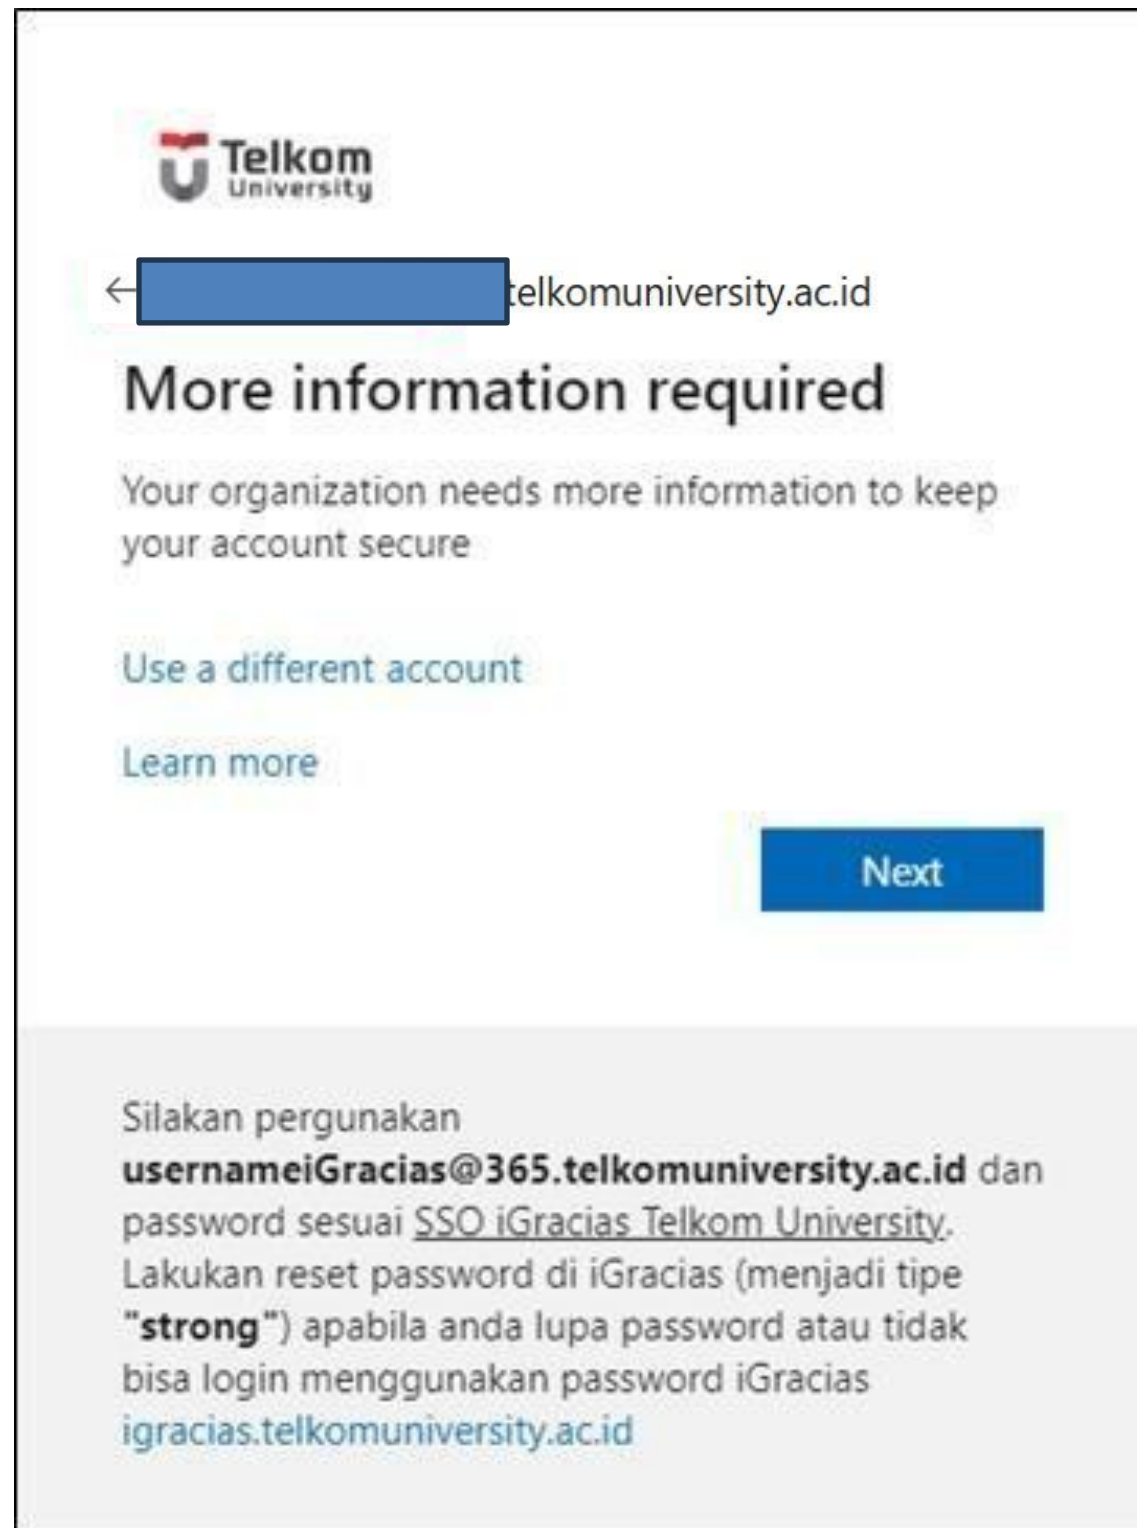 Telkom
University
telkomuniversity.ac.id
More information required
Your organization needs more information to keep
your account secure
Use a different account
Learn more
Next
Silakan pergunakan
usernameiGracias@365.telkomuniversity.ac.id dan
password sesuai SSO iGracias Telkom University.
Lakukan reset password di iGracias (menjadi tipe
"strong") apabila anda lupa password atau tidak
bisa login menggunakan password iGracias
igracias.telkomuniversity.ac.id